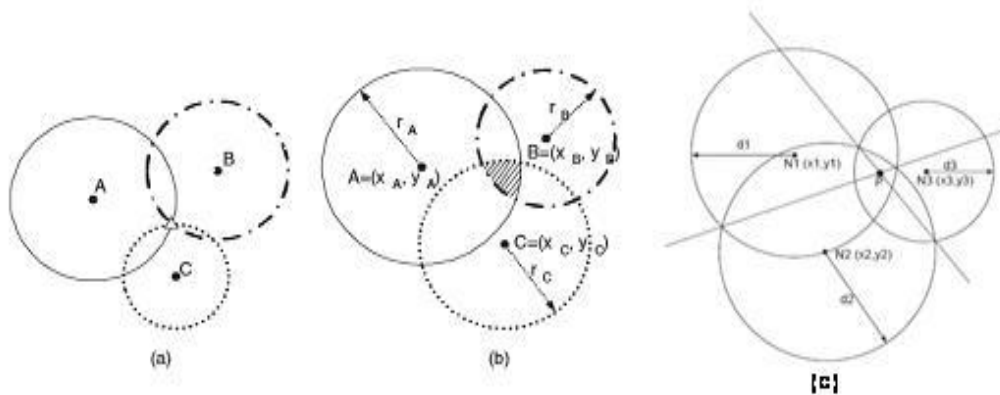 A
B
C
(a)
r A
r B
A=(x A, y A)
B=(x B, y B)
C=(x C, y C)
r C
(b)
d1
N1 (x1,y1)
d3
P
N3 (x3,y3)
N2 (x2,y2)
d2
[c]